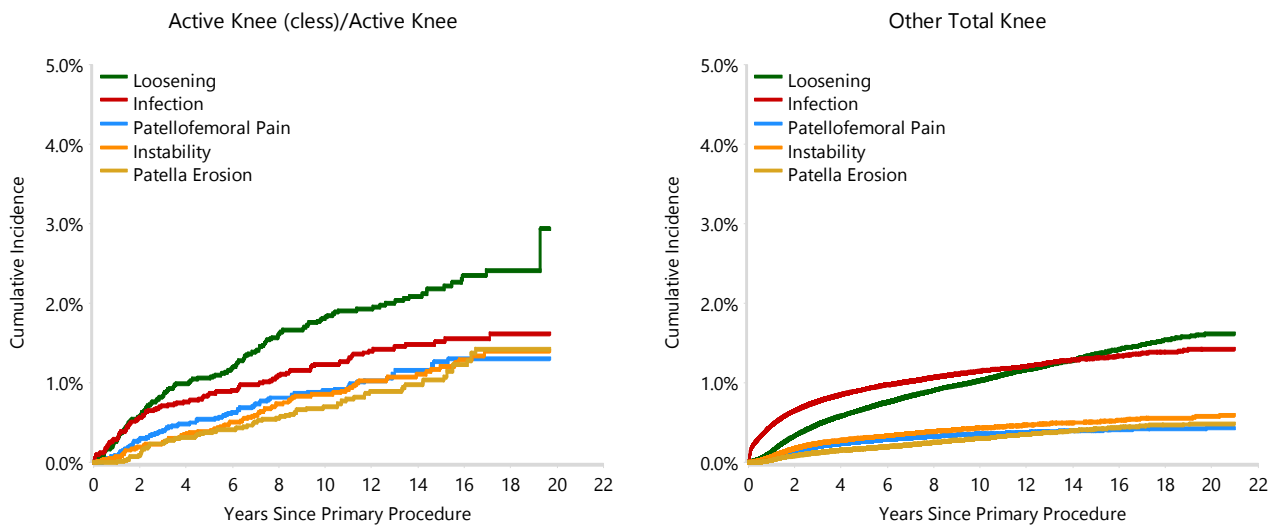 Active Knee (cless)/Active Knee
5.0%
4.0%
3.0%
2.0%
1.0%
0.0%
Cumulative Incidence
Loosening
Infection
Patellofemoral Pain
Instability
Patella Erosion
0 2 4 6 8 10 12 14 16 18 20 22
Years Since Primary Procedure
Other Total Knee
5.0%
4.0%
3.0%
2.0%
1.0%
0.0%
Cumulative Incidence
Loosening
Infection
Patellofemoral Pain
Instability
Patella Erosion
0 2 4 6 8 10 12 14 16 18 20 22
Years Since Primary Procedure